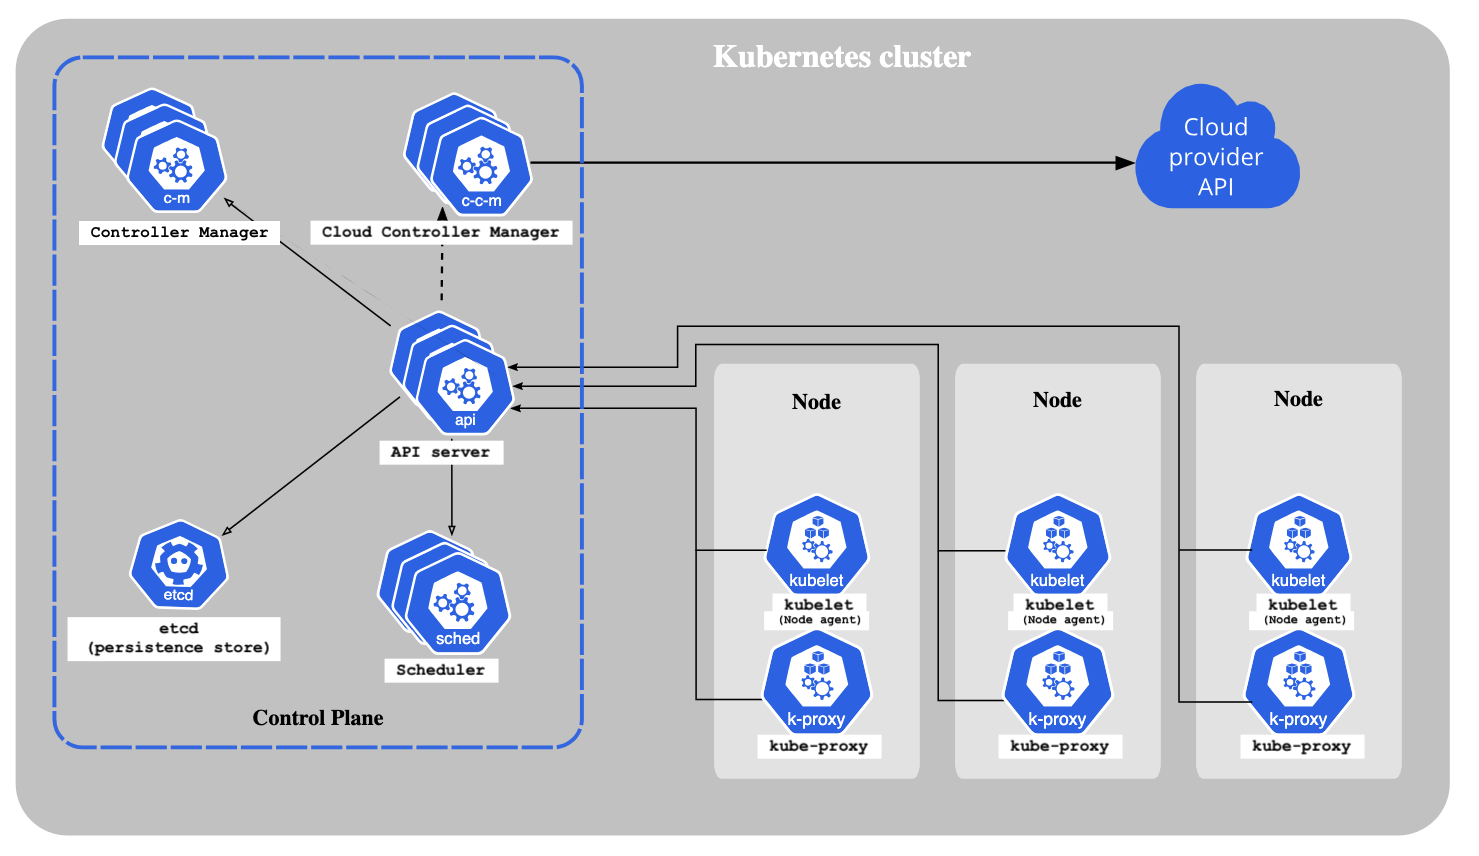 Kubernetes cluster
c-m
Controller Manager
c-c-m
Cloud Controller Manager
Cloud
provider
API
api
API server
etcd
etcd
(persistence store)
sched
Scheduler
Control Plane
Node
kubelet
kubelet
(Node agent)
k-proxy
kube-proxy
Node
kubelet
kubelet
(Node agent)
k-proxy
kube-proxy
Node
kubelet
kubelet
(Node agent)
k-proxy
kube-proxy